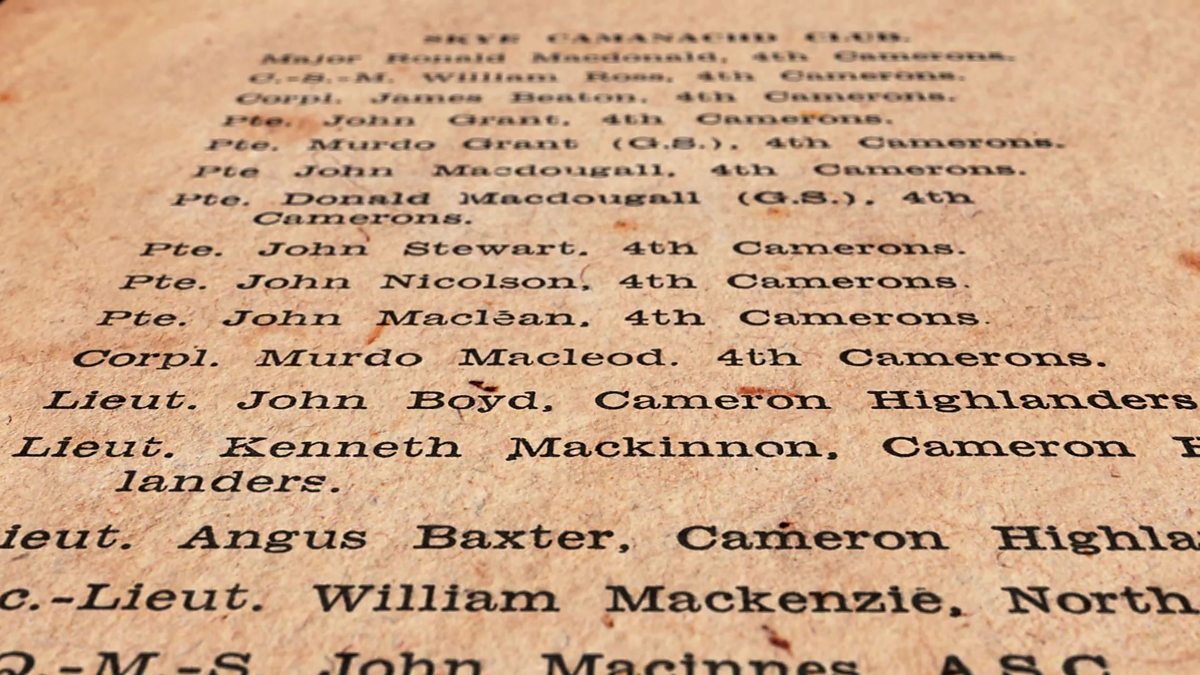 SKYE CAMANACHD CLUB.
Major Ronald Macdonald, 4th Camerons.
C.-S.-M. William Ross, 4th Camerons.
Corpl. James Beaton, 4th Camerons.
Pte. John Grant, 4th Camerons.
Pte. Murdo Grant (G.S.), 4th Camerons.
Pte John Macdougall, 4th Camerons.
Pte. Donald Macdougall (G.S.), 4th
Camerons.
Pte. John Stewart, 4th Camerons.
Pte. John Nicolson, 4th Camerons.
Pte. John Maclean, 4th Camerons.
Corpl. Murdo Macleod. 4th Camerons.
Lieut. John Boyd, Cameron Highlanders
Lieut. Kenneth Mackinnon, Cameron H
landers.
ieut. Angus Baxter, Cameron Highla
c.-Lieut. William Mackenzie, North
Q.-M.-S. John Macinnes A.S.C.